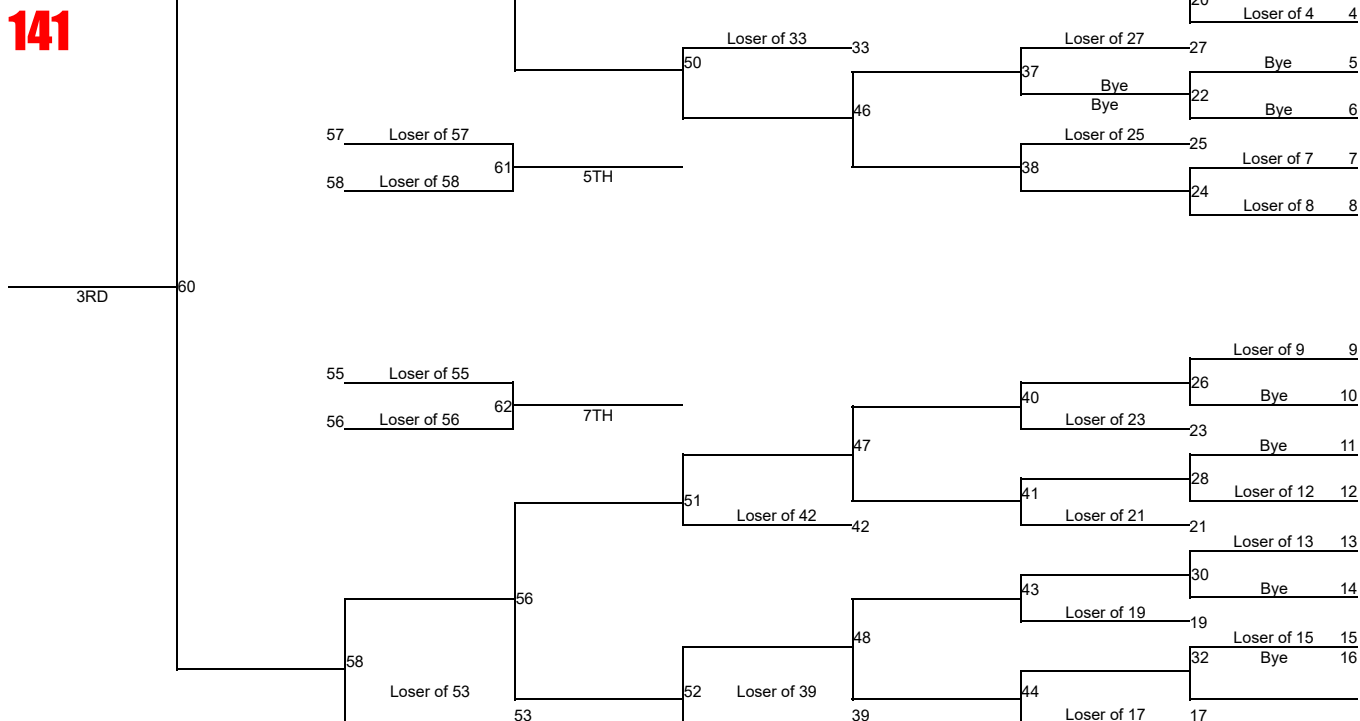 141
20
Loser of 4 4
Loser of 33 33
Loser of 27 27
50
37
Bye 5
Bye
22
Bye
46
Bye 6
57 Loser of 57
Loser of 25 25
61
5TH
38
Loser of 7 7
58 Loser of 58
24
Loser of 8 8
60
3RD
Loser of 9 9
55 Loser of 55
26
40
Bye 10
62
7TH
56 Loser of 56
Loser of 23 23
47
Bye 11
28
41
Loser of 12 12
51
Loser of 42 42
Loser of 21 21
Loser of 13 13
30
43
Bye 14
56
Loser of 19 19
48
Loser of 15 15
32 Bye 16
58
Loser of 53
52 Loser of 39
44
53
39
Loser of 17 17